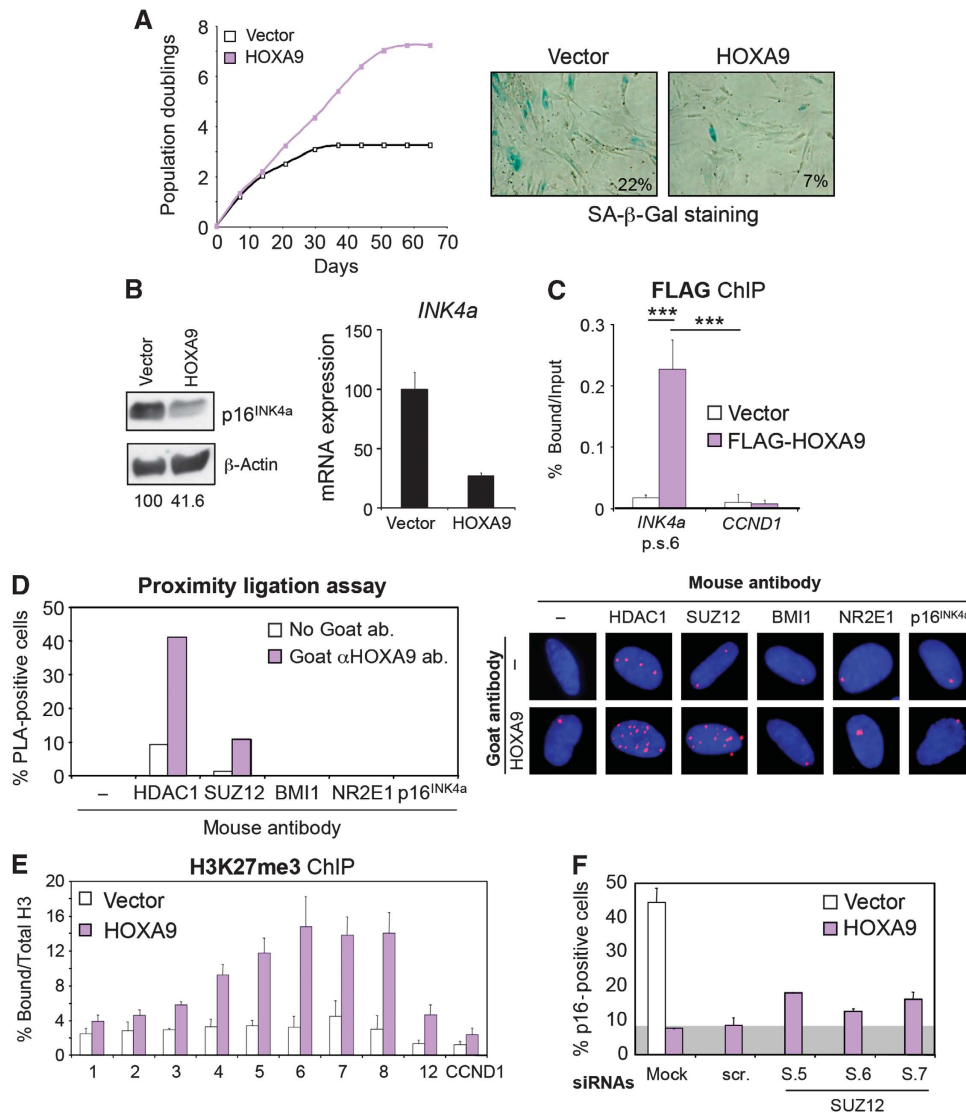 A
Population doublings
8
6
4
2
0
Vector
HOXA9
0 10 20 30 40 50 60 70
Days
Vector HOXA9
22% 7%
SA-β-Gal staining
B
Vector HOXA9
p16INK4a
β-Actin
100 41.6
INK4a
mRNA expression
150
100
50
0
Vector HOXA9
C
FLAG ChIP
% Bound/Input
0.3
0.2
0.1
0
*** ***
Vector
FLAG-HOXA9
INK4a CCND1
p.s.6
D
Proximity ligation assay
% PLA-positive cells
50
40
30
20
10
0
No Goat ab.
Goat αHOXA9 ab.
– HDAC1 SUZ12 BMI1 NR2E1 p16INK4a
Mouse antibody
Mouse antibody
– HDAC1 SUZ12 BMI1 NR2E1 p16INK4a
Goat antibody
–
HOXA9
E
H3K27me3 ChIP
% Bound/Total H3
20
16
12
8
4
0
Vector
HOXA9
1 2 3 4 5 6 7 8 12 CCND1
F
% p16-positive cells
50
40
30
20
10
0
Vector
HOXA9
siRNAs Mock scr. S.5 S.6 S.7
SUZ12